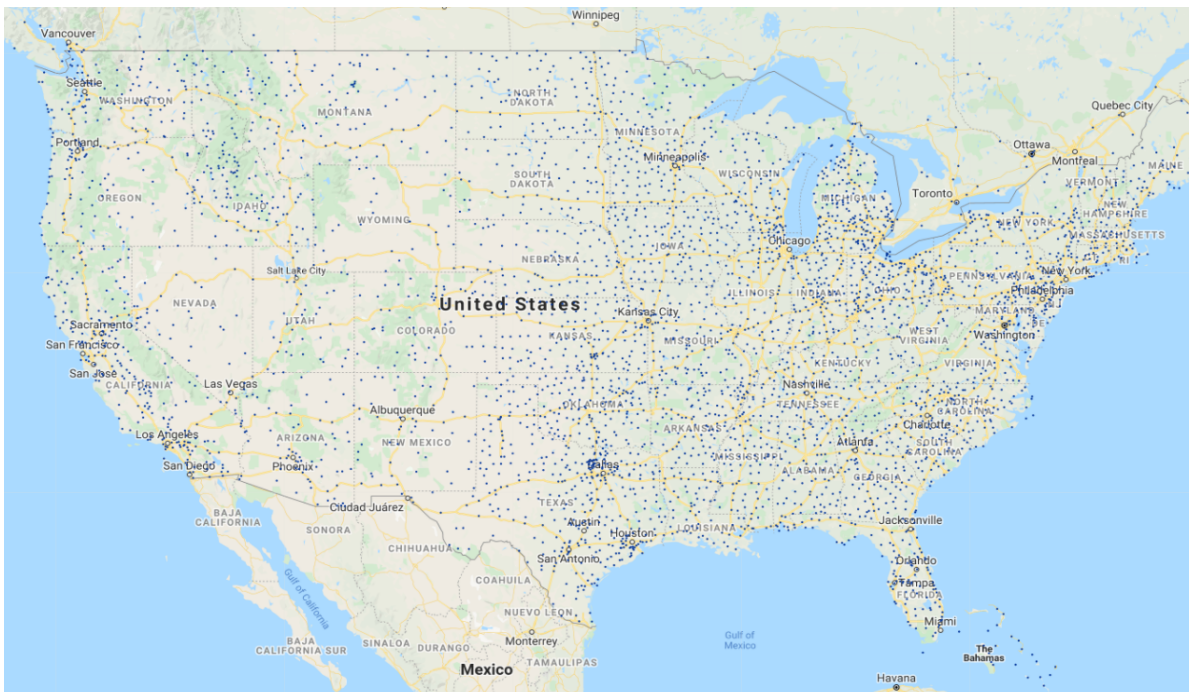 Winnipeg
Vancouver
Seattle
WASHINGTON
MONTANA
NORTH
DAKOTA
Quebec City
MINNESOTA
Ottawa
Montreal
Portland
Minneapolis
MAINE
WISCONSIN
SOUTH
DAKOTA
VERMONT
OREGON
IDAHO
MICHIGAN
Toronto
NEW
HAMPSHIRE
WYOMING
NEW YORK
MASSACHUSETTS
IOWA
Chicago
RI
NEBRASKA
Salt Lake City
PENNSYLVANIA
New York
ILLINOIS
INDIANA
OHIO
Philadelphia
NEVADA
United States
Kansas City
MARYLAND
DE
UTAH
Sacramento
COLORADO
KANSAS
MISSOURI
WEST
VIRGINIA
Washington
San Francisco
San Jose
KENTUCKY
VIRGINIA
CALIFORNIA
Las Vegas
Nashville
TENNESSEE
OKLAHOMA
NORTH
CAROLINA
Albuquerque
Charlotte
Los Angeles
ARIZONA
NEW MEXICO
ARKANSAS
Atlanta
SOUTH
CAROLINA
San Diego
Phoenix
Dallas
MISSISSIPPI
ALABAMA
GEORGIA
Ciudad Juárez
TEXAS
BAJA
CALIFORNIA
SONORA
Austin
Houston
LOUISIANA
Jacksonville
CHIHUAHUA
San Antonio
Orlando
Gulf of California
COAHUILA
Tampa
FLORIDA
NUEVO LEON
Miami
BAJA
CALIFORNIA SUR
SINALOA
DURANGO
Monterrey
Gulf of
Mexico
The
Bahamas
Mexico
TAMAULIPAS
Havana